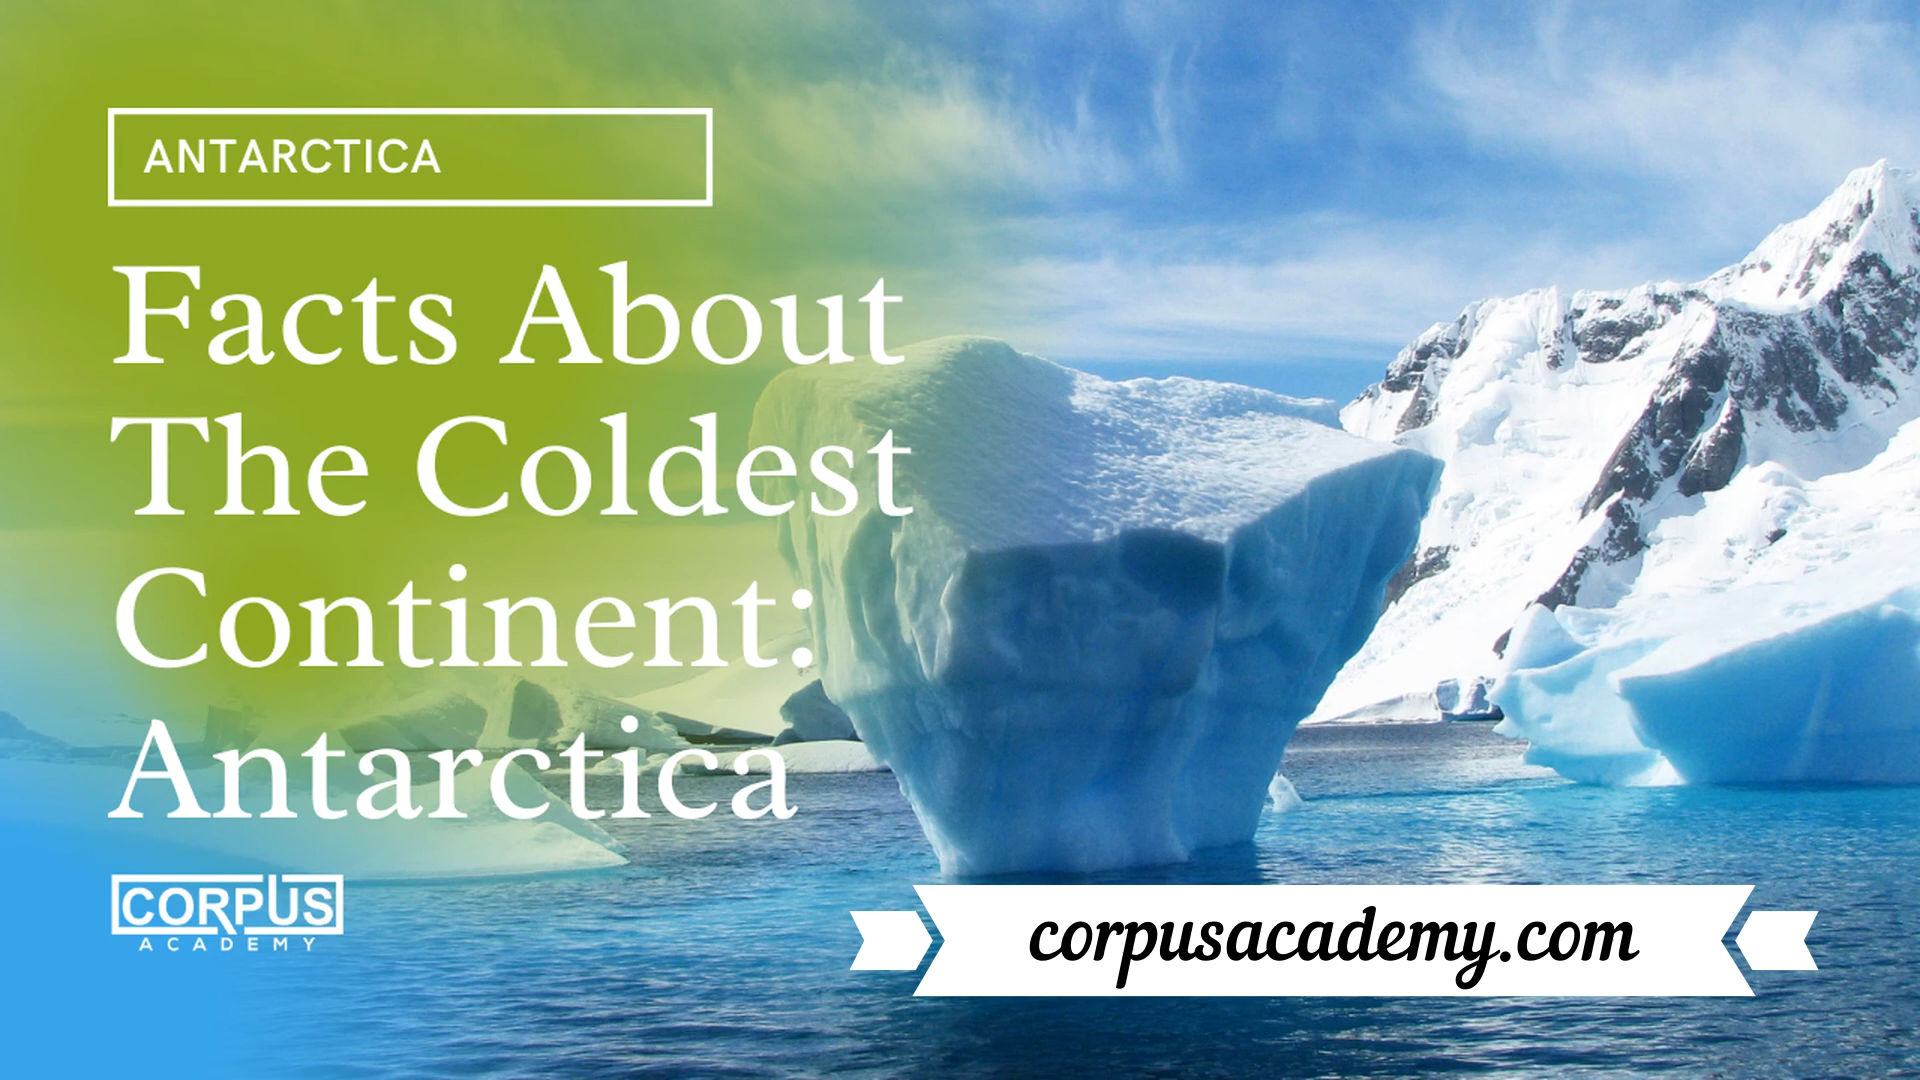 ANTARCTICA
Facts About
The Coldest
Continent:
Antarctica
CORPUS
ACADEMY
corpusacademy.com